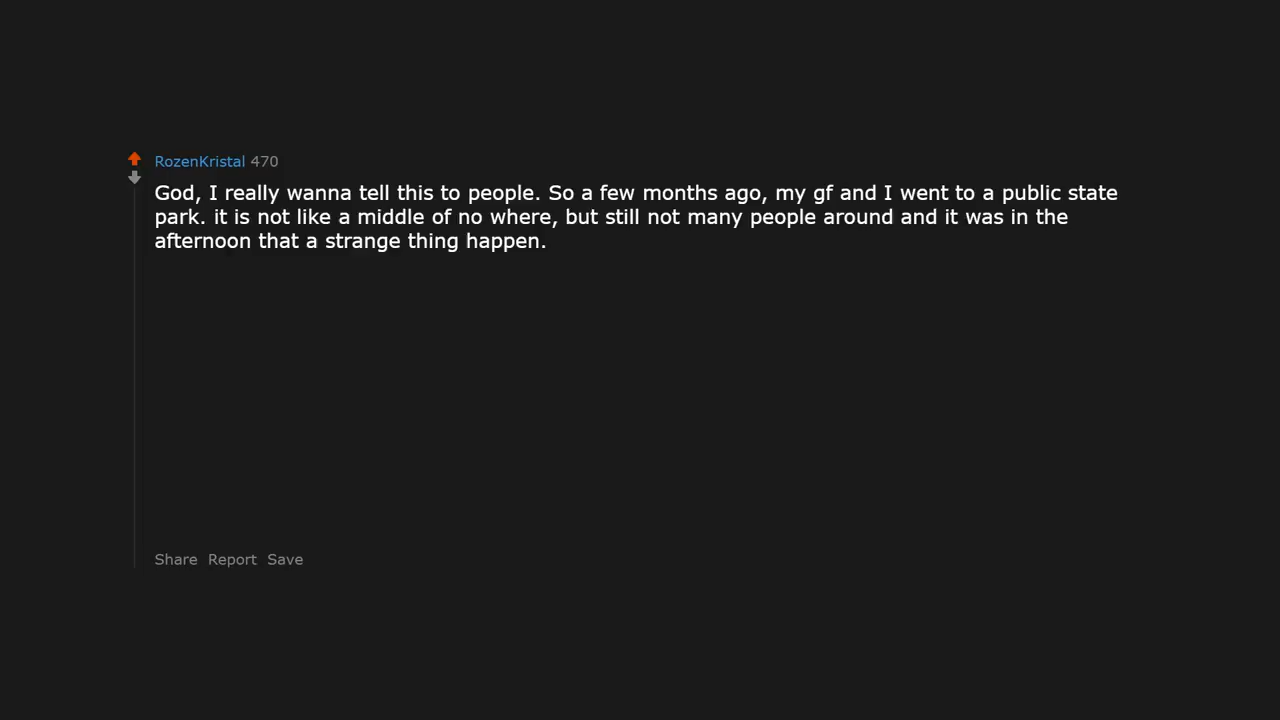 RozenKristal 470
God, I really wanna tell this to people. So a few months ago, my gf and I went to a public state
park. it is not like a middle of no where, but still not many people around and it was in the
afternoon that a strange thing happen.
Share Report Save